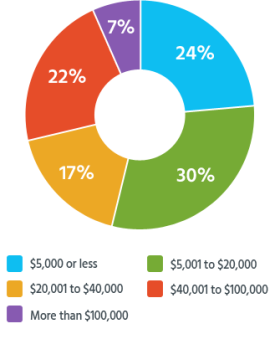 7%
24%
22%
17%
30%
$5,000 or less
$5,001 to $20,000
$20,001 to $40,000
$40,001 to $100,000
More than $100,000